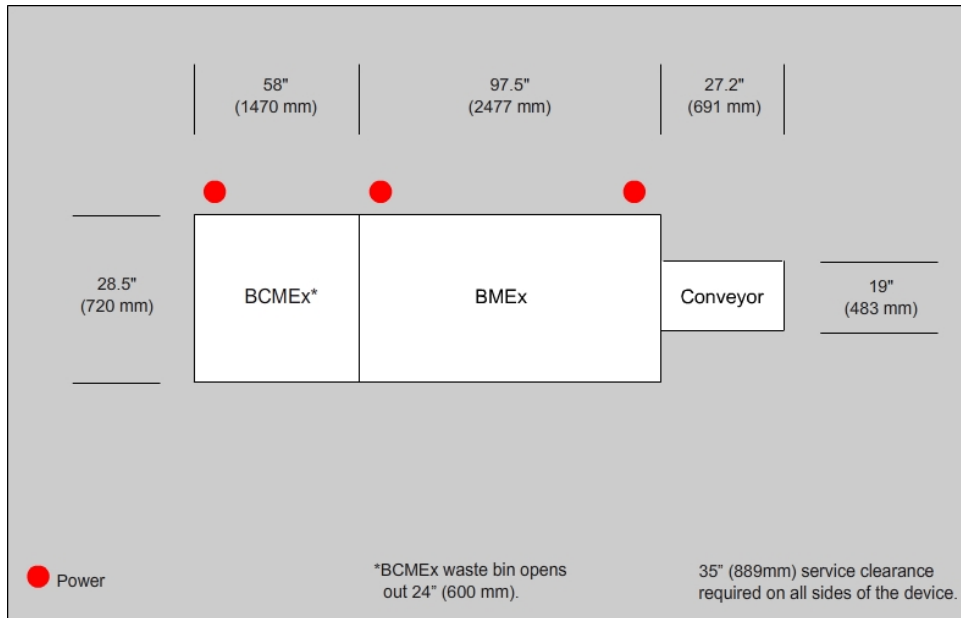 58"
(1470 mm)
97.5"
(2477 mm)
27.2"
(691 mm)
28.5"
(720 mm)
BCMEx*
BMEx
Conveyor
19"
(483 mm)
Power
*BCMEx waste bin opens
out 24” (600 mm).
35” (889mm) service clearance
required on all sides of the device.